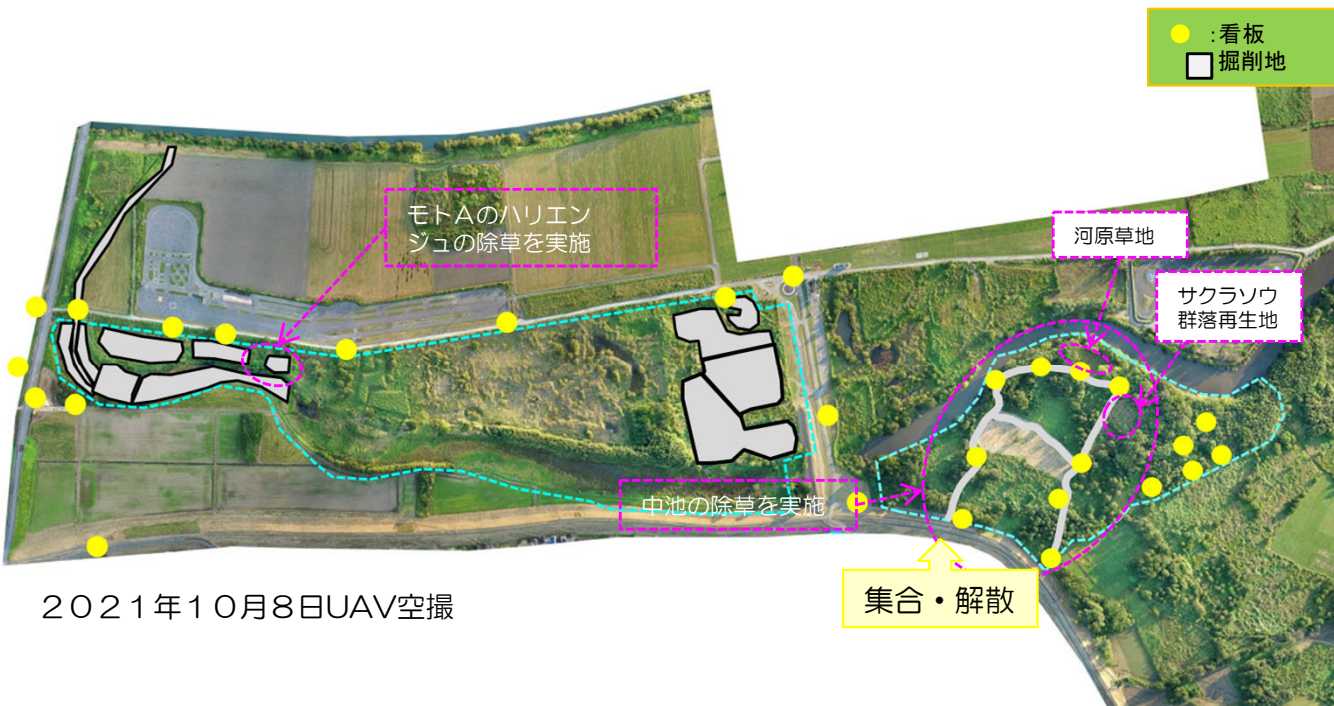 ：看板
掘削地
モトＡのハリエン
ジュの除草を実施
河原草地
サクラソウ
群落再生地
中池の除草を実施
集合・解散
２０２１年１０月８日UAV空撮